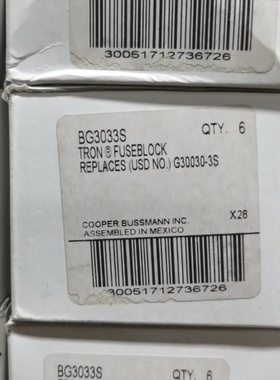 30051712736726
BG3033S QTY. 6
TRON ® FUSEBLOCK
REPLACES (USD NO.) G30030-3S
COOPER BUSSMANN INC. X28
ASSEMBLED IN MEXICO
30051712736726
BG3033S QTY. 6